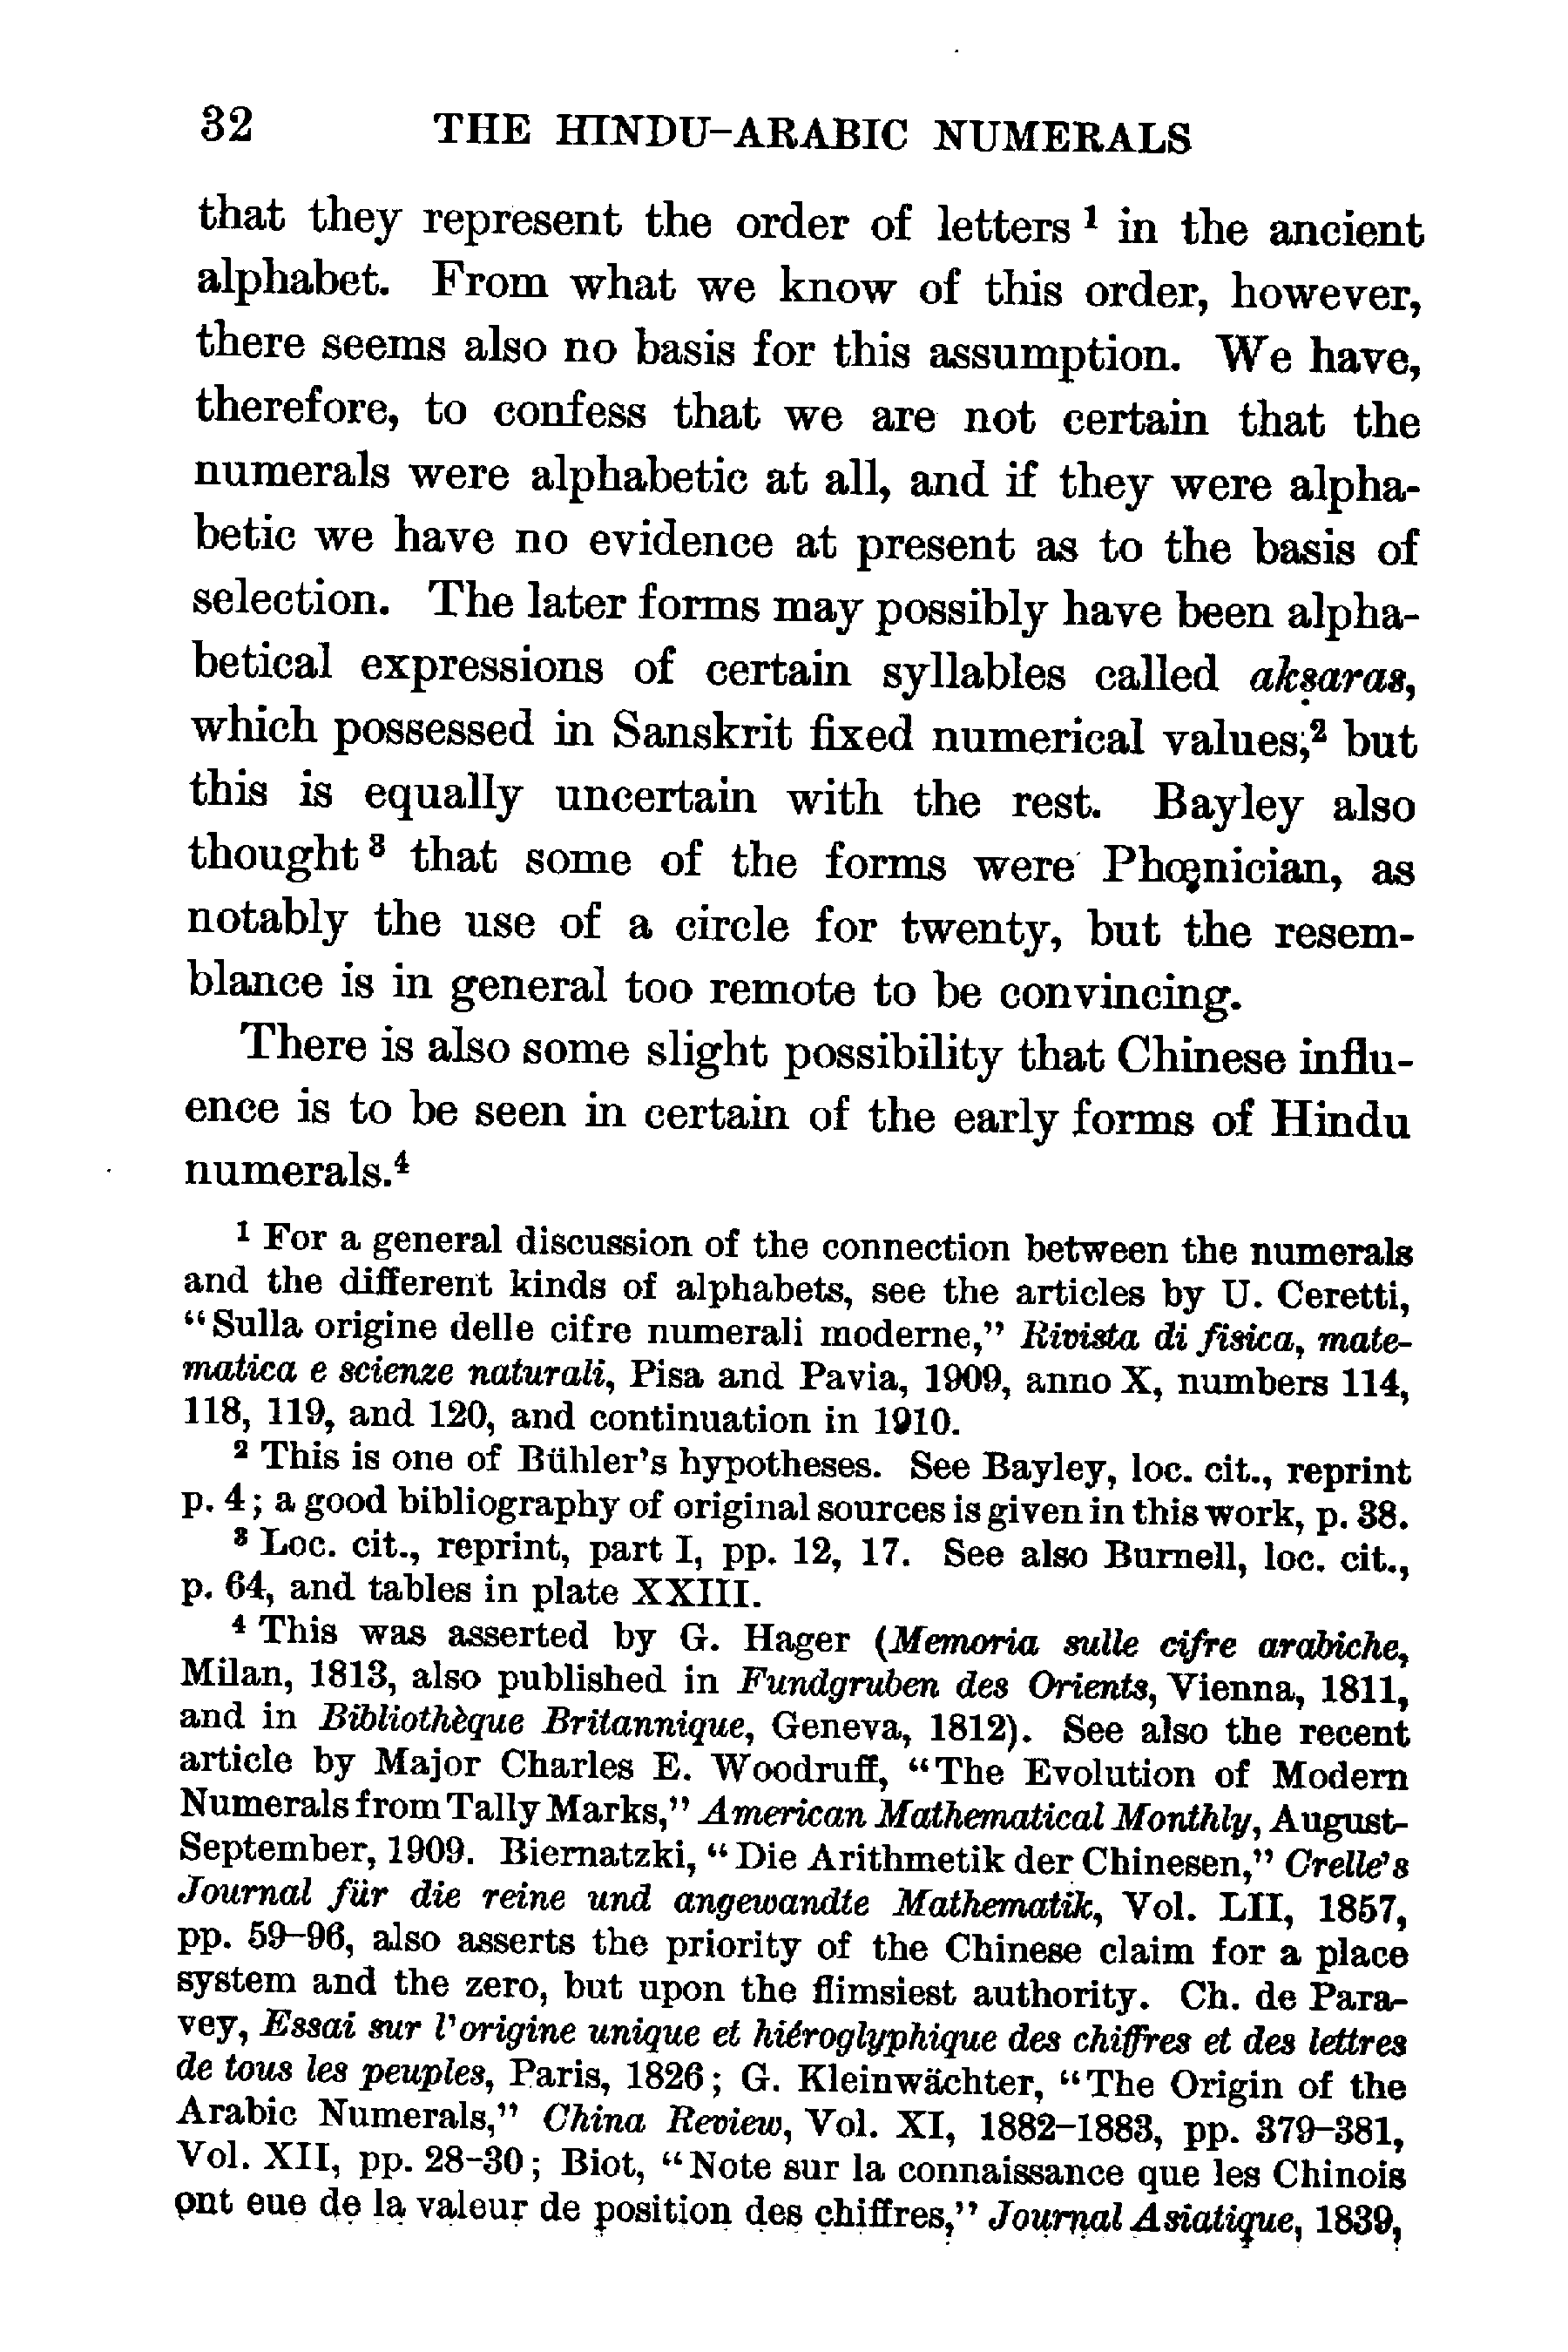 32 THE HINDU-ARABIC NUMERALS
that they represent the order of letters ¹ in the ancient
alphabet. From what we know of this order, however,
there seems also no basis for this assumption. We have,
therefore, to confess that we are not certain that the
numerals were alphabetic at all, and if they were alpha-
betic we have no evidence at present as to the basis of
selection. The later forms may possibly have been alpha-
betical expressions of certain syllables called akṣaras,
which possessed in Sanskrit fixed numerical values;² but
this is equally uncertain with the rest. Bayley also
thought ³ that some of the forms were Phœnician, as
notably the use of a circle for twenty, but the resem-
blance is in general too remote to be convincing.
There is also some slight possibility that Chinese influ-
ence is to be seen in certain of the early forms of Hindu
numerals.⁴
¹ For a general discussion of the connection between the numerals
and the different kinds of alphabets, see the articles by U. Ceretti,
“Sulla origine delle cifre numerali moderne,” Rivista di fisica, mate-
matica e scienze naturali, Pisa and Pavia, 1909, anno X, numbers 114,
118, 119, and 120, and continuation in 1910.
² This is one of Bühler’s hypotheses. See Bayley, loc. cit., reprint
p. 4; a good bibliography of original sources is given in this work, p. 38.
³ Loc. cit., reprint, part I, pp. 12, 17. See also Burnell, loc. cit.,
p. 64, and tables in plate XXIII.
⁴ This was asserted by G. Hager (Memoria sulle cifre arabiche,
Milan, 1813, also published in Fundgruben des Orients, Vienna, 1811,
and in Bibliothèque Britannique, Geneva, 1812). See also the recent
article by Major Charles E. Woodruff, “The Evolution of Modern
Numerals from Tally Marks,” American Mathematical Monthly, August-
September, 1909. Biernatzki, “Die Arithmetik der Chinesen,” Crelle’s
Journal für die reine und angewandte Mathematik, Vol. LII, 1857,
pp. 59–96, also asserts the priority of the Chinese claim for a place
system and the zero, but upon the flimsiest authority. Ch. de Para-
vey, Essai sur l’origine unique et hiéroglyphique des chiffres et des lettres
de tous les peuples, Paris, 1826; G. Kleinwächter, “The Origin of the
Arabic Numerals,” China Review, Vol. XI, 1882–1883, pp. 379–381,
Vol. XII, pp. 28–30; Biot, “Note sur la connaissance que les Chinois
ont eue de la valeur de position des chiffres,” Journal Asiatique, 1839,